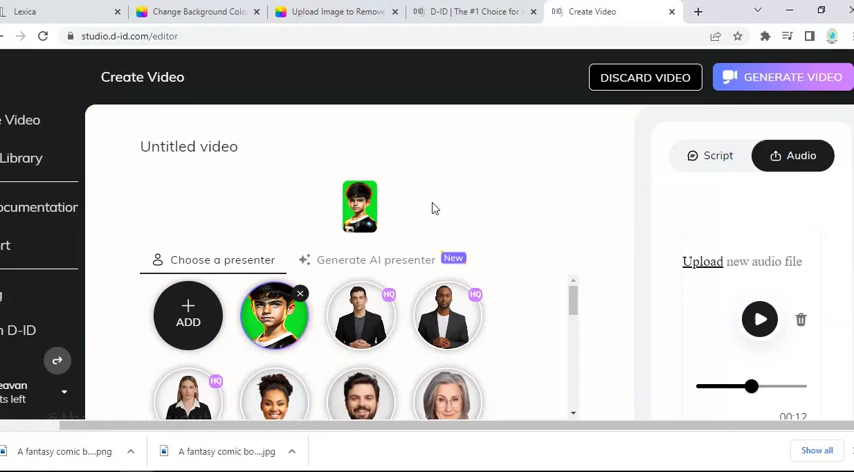 Lexica
Change Background Colo
Upload Image to Remove
D-ID | The #1 Choice for
Create Video
studio.d-id.com/editor
Create Video
DISCARD VIDEO
GENERATE VIDEO
e Video
Library
ocumentation
rt
g
n D-ID
eavan
ts left
Untitled video
Script
Audio
Choose a presenter
Generate AI presenter
New
Upload new audio file
ADD
HQ
HQ
HQ
00:12
A fantasy comic b....png
A fantasy comic bo....jpg
Show all